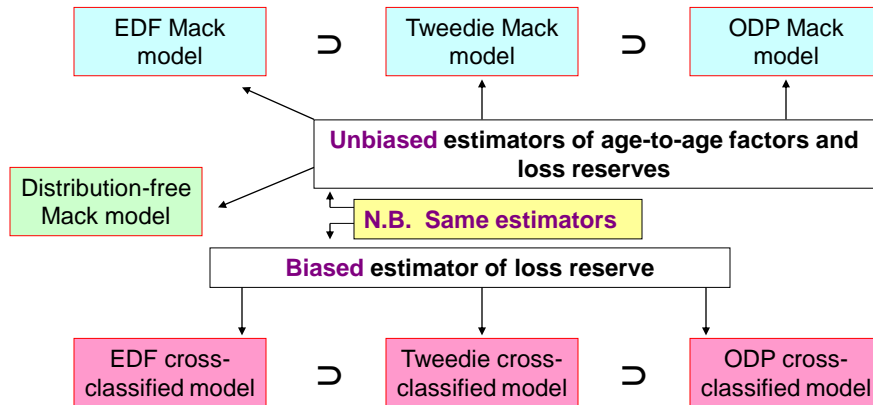 EDF Mack model
⊃
Tweedie Mack model
⊃
ODP Mack model
Unbiased estimators of age-to-age factors and
loss reserves
Distribution-free
Mack model
N.B. Same estimators
Biased estimator of loss reserve
EDF cross-
classified model
⊃
Tweedie cross-
classified model
⊃
ODP cross-
classified model